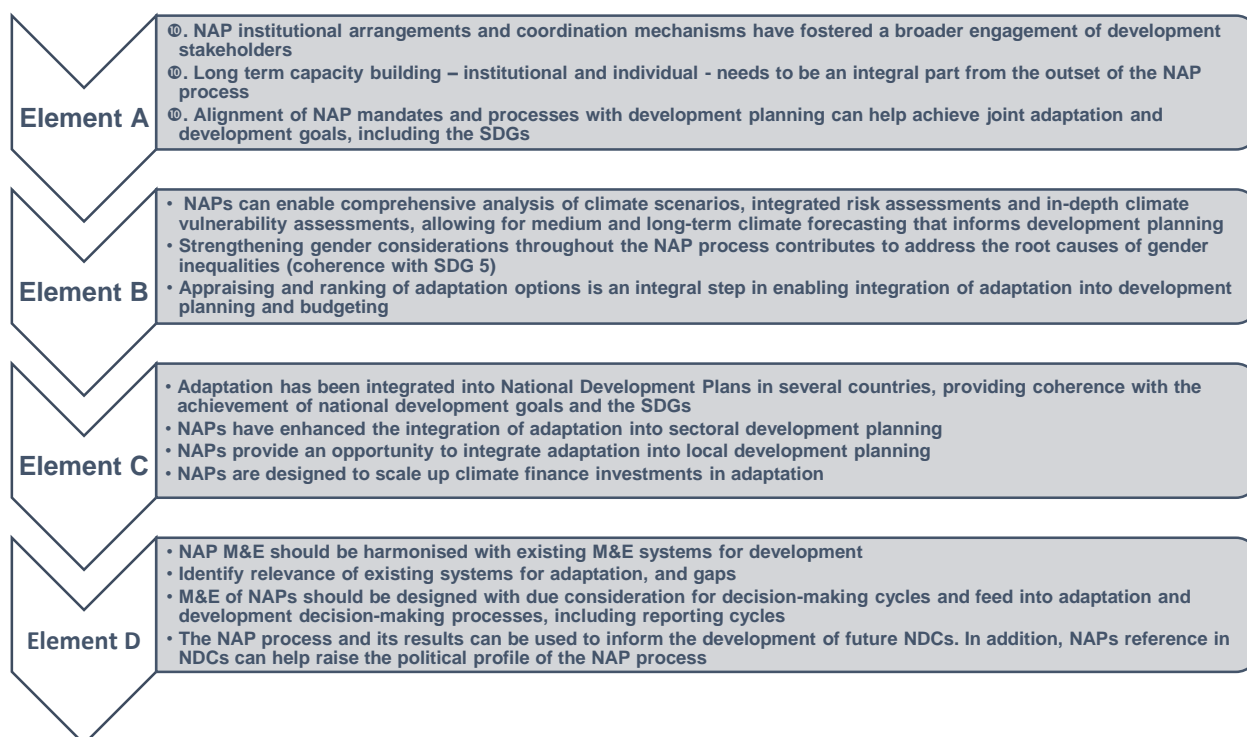 Element A
❿. NAP institutional arrangements and coordination mechanisms have fostered a broader engagement of development
stakeholders
❿. Long term capacity building – institutional and individual - needs to be an integral part from the outset of the NAP
process
❿. Alignment of NAP mandates and processes with development planning can help achieve joint adaptation and
development goals, including the SDGs
Element B
• NAPs can enable comprehensive analysis of climate scenarios, integrated risk assessments and in-depth climate
vulnerability assessments, allowing for medium and long-term climate forecasting that informs development planning
• Strengthening gender considerations throughout the NAP process contributes to address the root causes of gender
inequalities (coherence with SDG 5)
• Appraising and ranking of adaptation options is an integral step in enabling integration of adaptation into development
planning and budgeting
Element C
• Adaptation has been integrated into National Development Plans in several countries, providing coherence with the
achievement of national development goals and the SDGs
• NAPs have enhanced the integration of adaptation into sectoral development planning
• NAPs provide an opportunity to integrate adaptation into local development planning
• NAPs are designed to scale up climate finance investments in adaptation
Element D
• NAP M&E should be harmonised with existing M&E systems for development
• Identify relevance of existing systems for adaptation, and gaps
• M&E of NAPs should be designed with due consideration for decision-making cycles and feed into adaptation and
development decision-making processes, including reporting cycles
• The NAP process and its results can be used to inform the development of future NDCs. In addition, NAPs reference in
NDCs can help raise the political profile of the NAP process